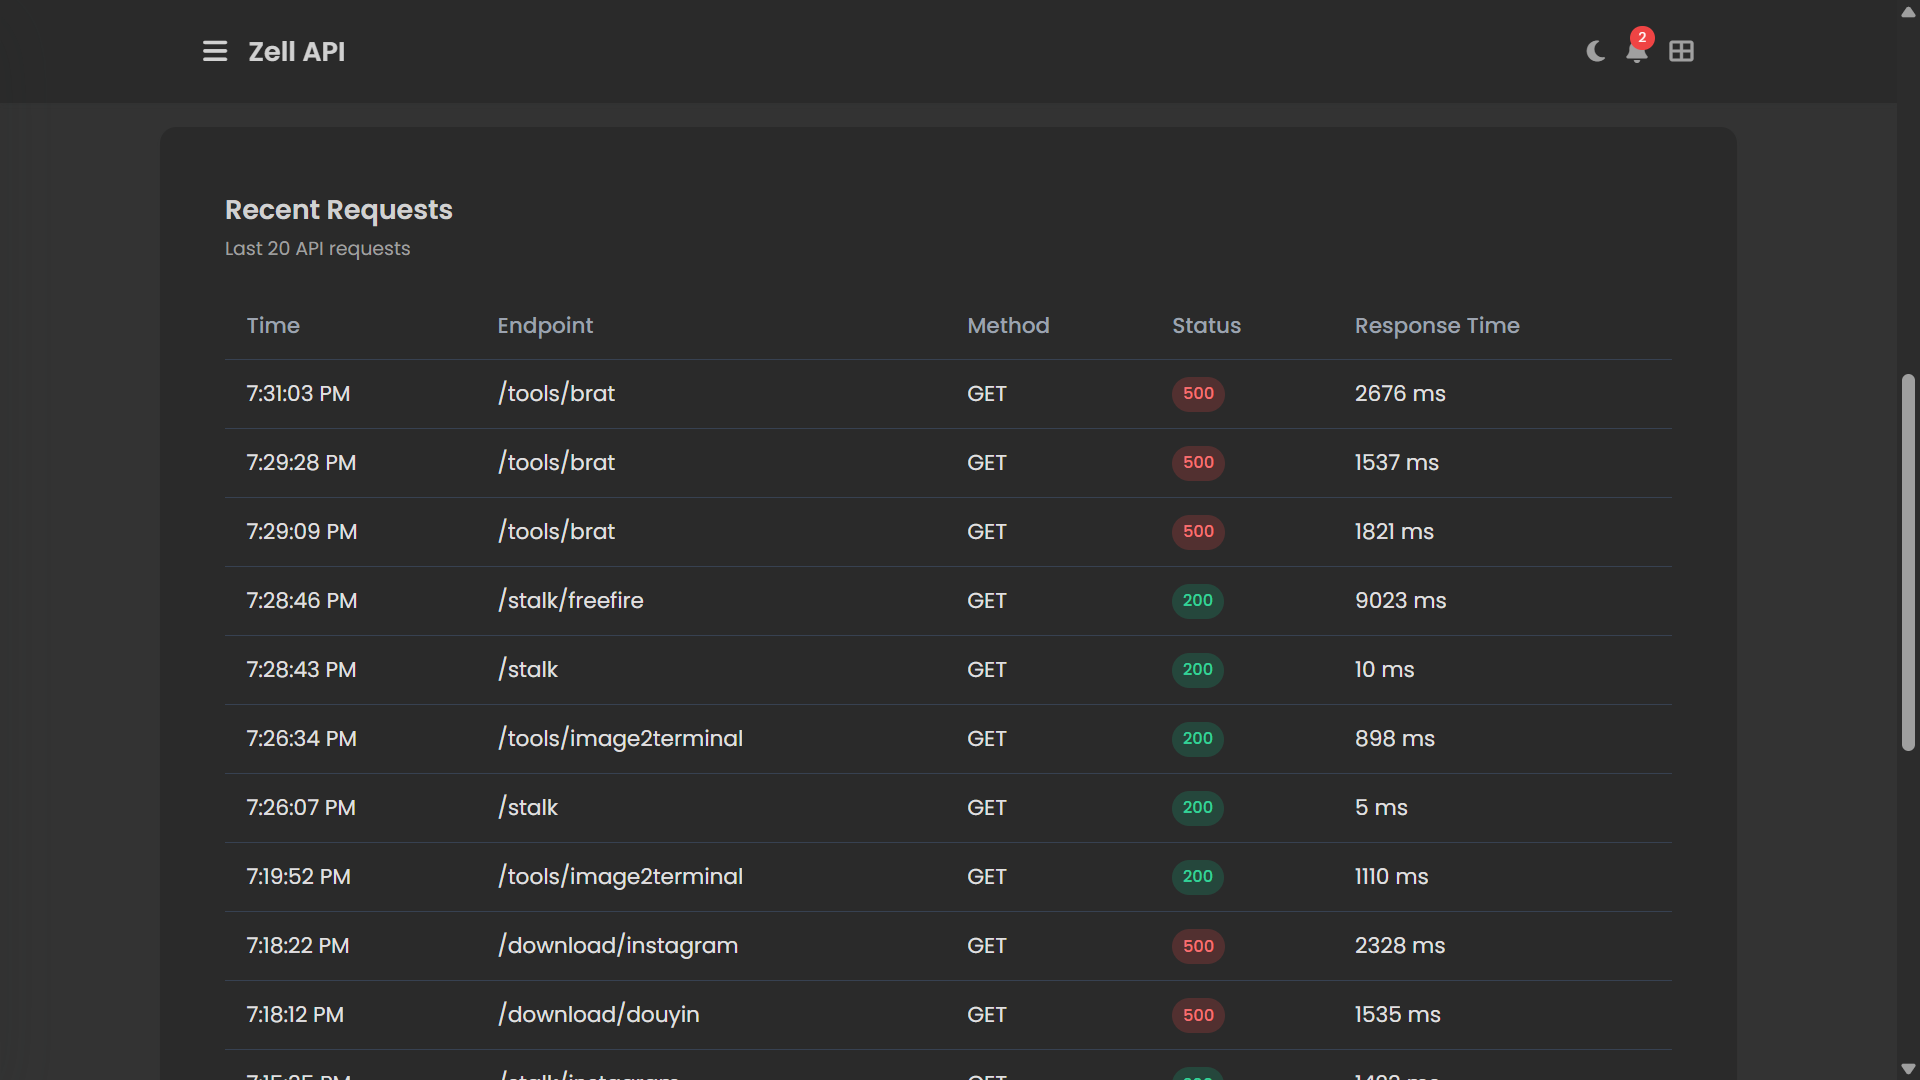 Zell API
2
Recent Requests
Last 20 API requests
Time Endpoint Method Status Response Time
7:31:03 PM /tools/brat GET 500 2676 ms
7:29:28 PM /tools/brat GET 500 1537 ms
7:29:09 PM /tools/brat GET 500 1821 ms
7:28:46 PM /stalk/freefire GET 200 9023 ms
7:28:43 PM /stalk GET 200 10 ms
7:26:34 PM /tools/image2terminal GET 200 898 ms
7:26:07 PM /stalk GET 200 5 ms
7:19:52 PM /tools/image2terminal GET 200 1110 ms
7:18:22 PM /download/instagram GET 500 2328 ms
7:18:12 PM /download/douyin GET 500 1535 ms
/stalk/instagram GET 200